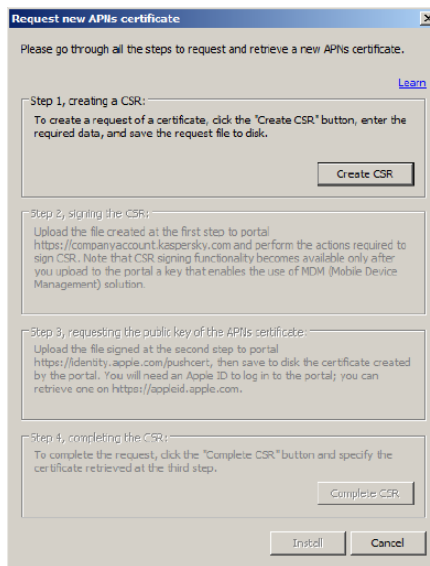 Request new APNs certificate
Please go through all the steps to request and retrieve a new APNs certificate.
Learn
Step 1, creating a CSR:
To create a request of a certificate, click the "Create CSR" button, enter the
required data, and save the request file to disk.
Create CSR
Step 2, signing the CSR:
Upload the file created at the first step to portal
https://companyaccount.kaspersky.com and perform the actions required to
sign CSR. Note that CSR signing functionality becomes available only after
you upload to the portal a key that enables the use of MDM (Mobile Device
Management) solution.
Step 3, requesting the public key of the APNs certificate:
Upload the file signed at the second step to portal
https://identity.apple.com/pushcert, then save to disk the certificate created
by the portal. You will need an Apple ID to log in to the portal; you can
retrieve one on https://appleid.apple.com.
Step 4, completing the CSR:
To complete the request, click the "Complete CSR" button and specify the
certificate retrieved at the third step.
Complete CSR
Install
Cancel